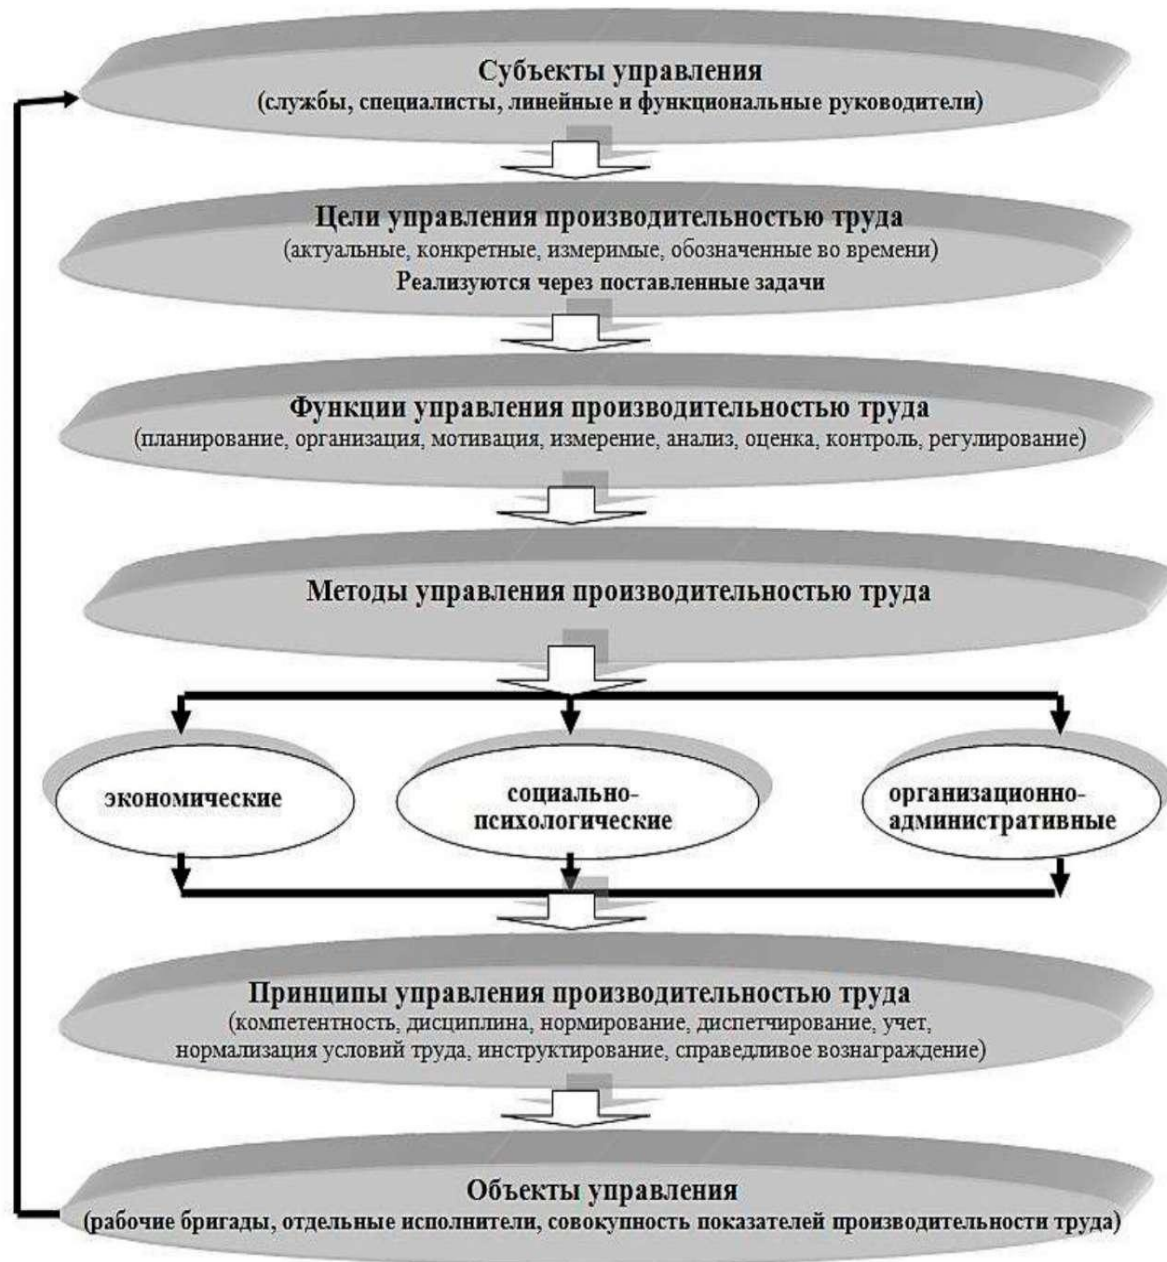 Субъекты управления
(службы, специалисты, линейные и функциональные руководители)
Цели управления производительностью труда
(актуальные, конкретные, измеримые, обозначенные во времени)
Реализуются через поставленные задачи
Функции управления производительностью труда
(планирование, организация, мотивация, измерение, анализ, оценка, контроль, регулирование)
Методы управления производительностью труда
экономические
социально-
психологические
организационно-
административные
Принципы управления производительностью труда
(компетентность, дисциплина, нормирование, диспетчирование, учет,
нормализация условий труда, инструктирование, справедливое вознаграждение)
Объекты управления
(рабочие бригады, отдельные исполнители, совокупность показателей производительности труда)